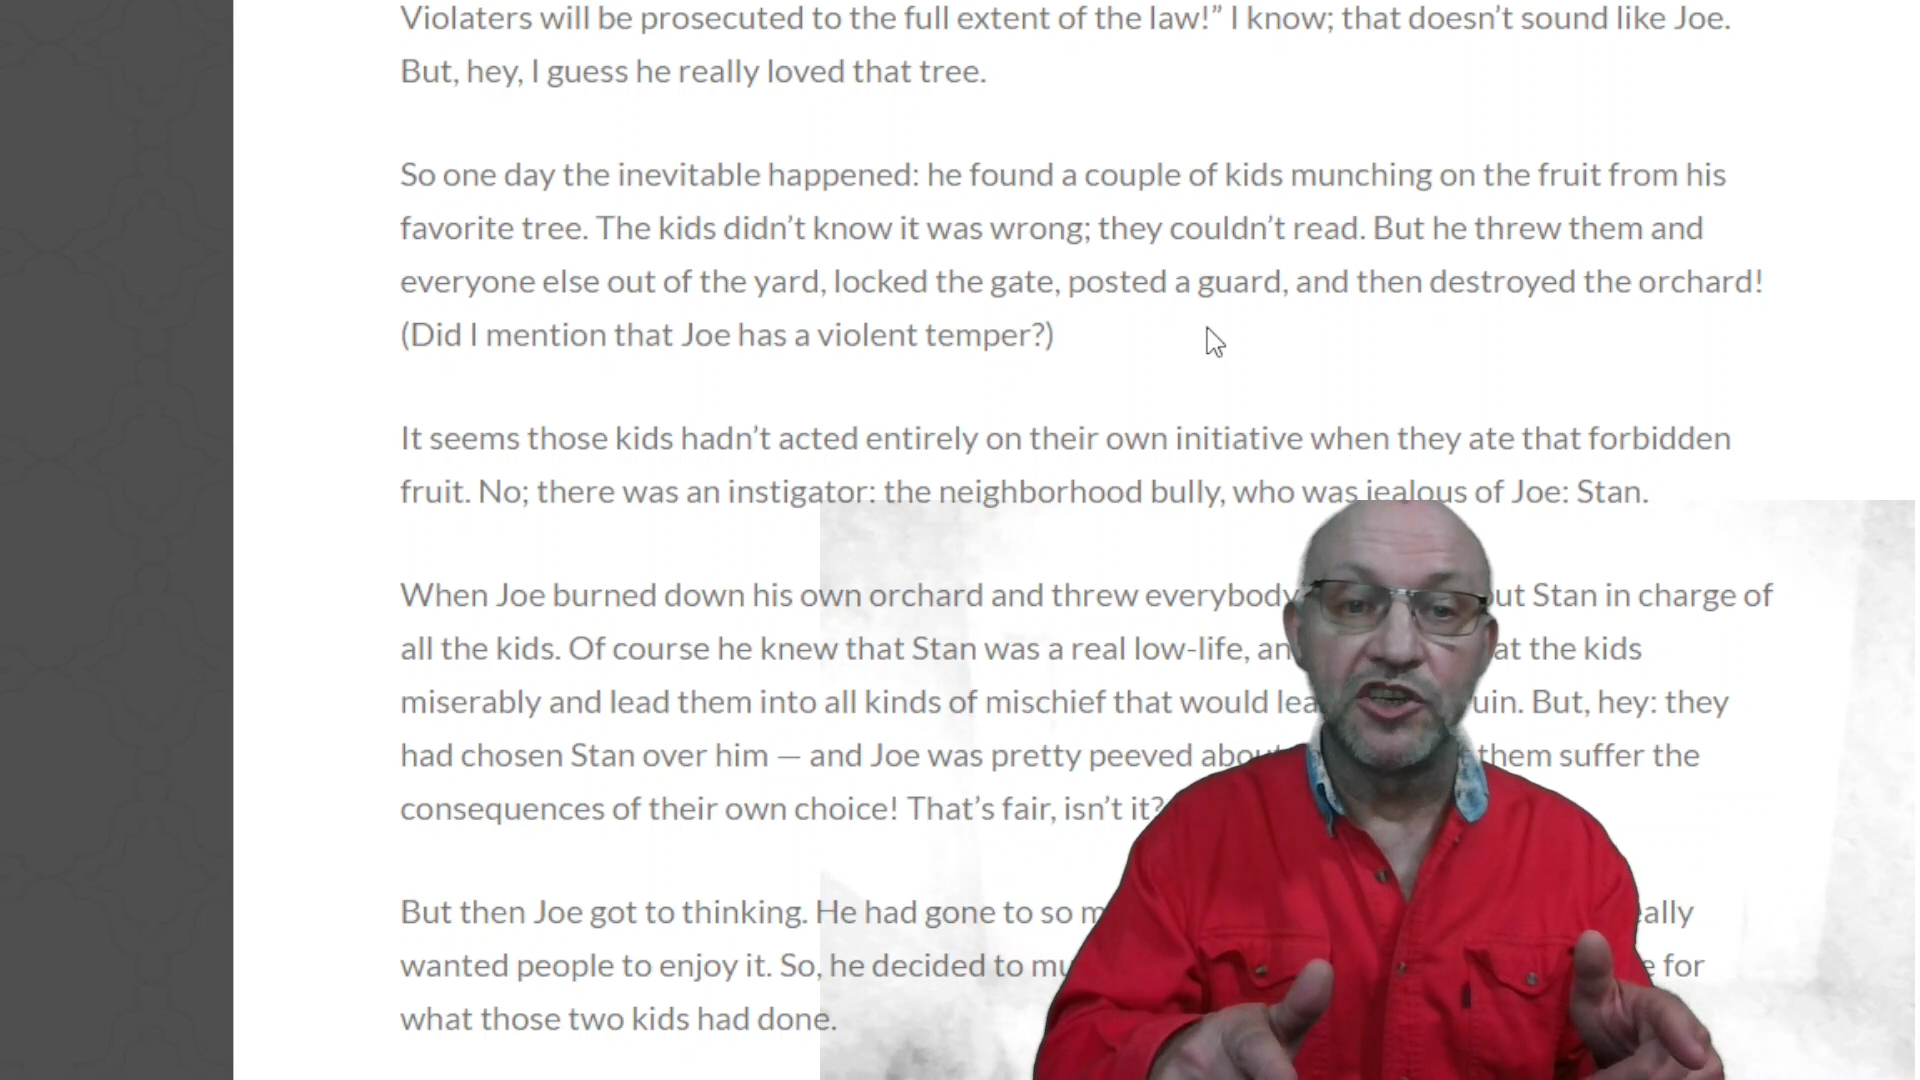 Violaters will be prosecuted to the full extent of the law!” I know; that doesn’t sound like Joe.
But, hey, I guess he really loved that tree.
So one day the inevitable happened: he found a couple of kids munching on the fruit from his
favorite tree. The kids didn’t know it was wrong; they couldn’t read. But he threw them and
everyone else out of the yard, locked the gate, posted a guard, and then destroyed the orchard!
(Did I mention that Joe has a violent temper?)
It seems those kids hadn’t acted entirely on their own initiative when they ate that forbidden
fruit. No; there was an instigator: the neighborhood bully, who was jealous of Joe: Stan.
When Joe burned down his own orchard and threw everybody Stan in charge of
all the kids. Of course he knew that Stan was a real low-life, the kids
miserably and lead them into all kinds of mischief that would But, hey: they
had chosen Stan over him — and Joe was pretty peeved them suffer the
consequences of their own choice! That’s fair, isn’t it?
But then Joe got to thinking. He had gone to so
wanted people to enjoy it. So, he decided to for
what those two kids had done.